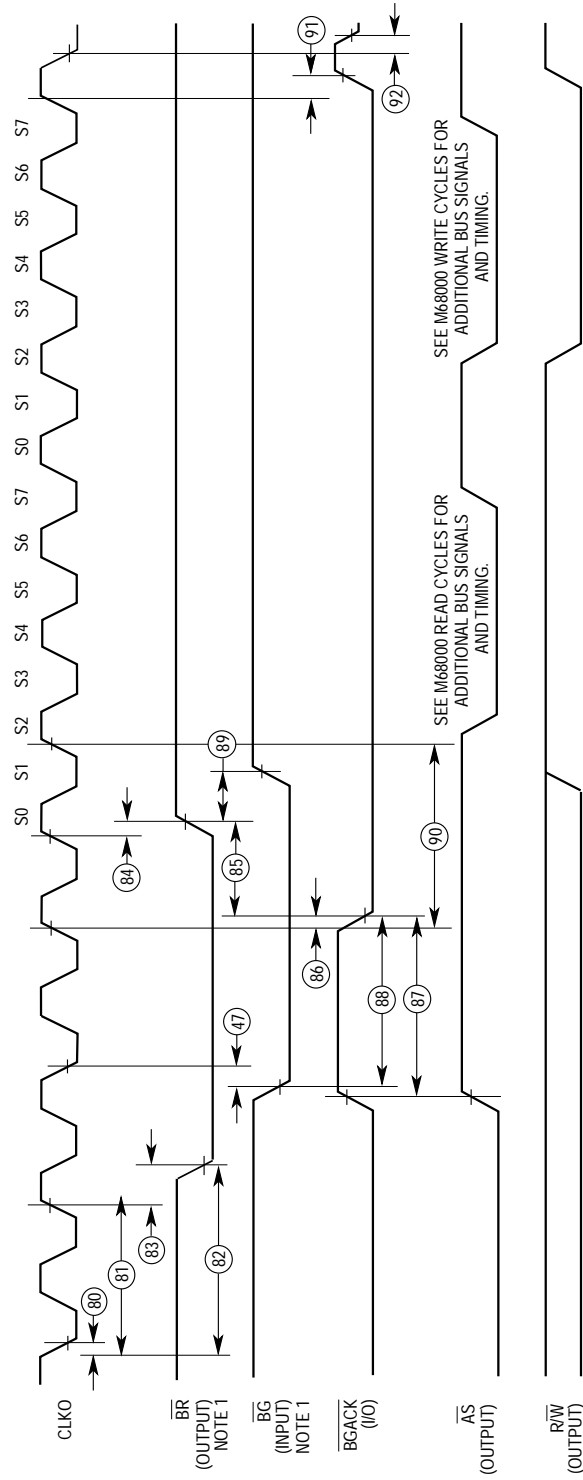 S0 S1 S2 S3 S4 S5 S6 S7 S0 S1 S2 S3 S4 S5 S6 S7
CLKO
80
81
83
82
84
47
89
85
86
88
87
90
91
92
BR
(OUTPUT)
NOTE 1
BG
(INPUT)
NOTE 1
BGACK
(I/O)
SEE M68000 READ CYCLES FOR
ADDITIONAL BUS SIGNALS
AND TIMING.
SEE M68000 WRITE CYCLES FOR
ADDITIONAL BUS SIGNALS
AND TIMING.
AS
(OUTPUT)
R/W
(OUTPUT)